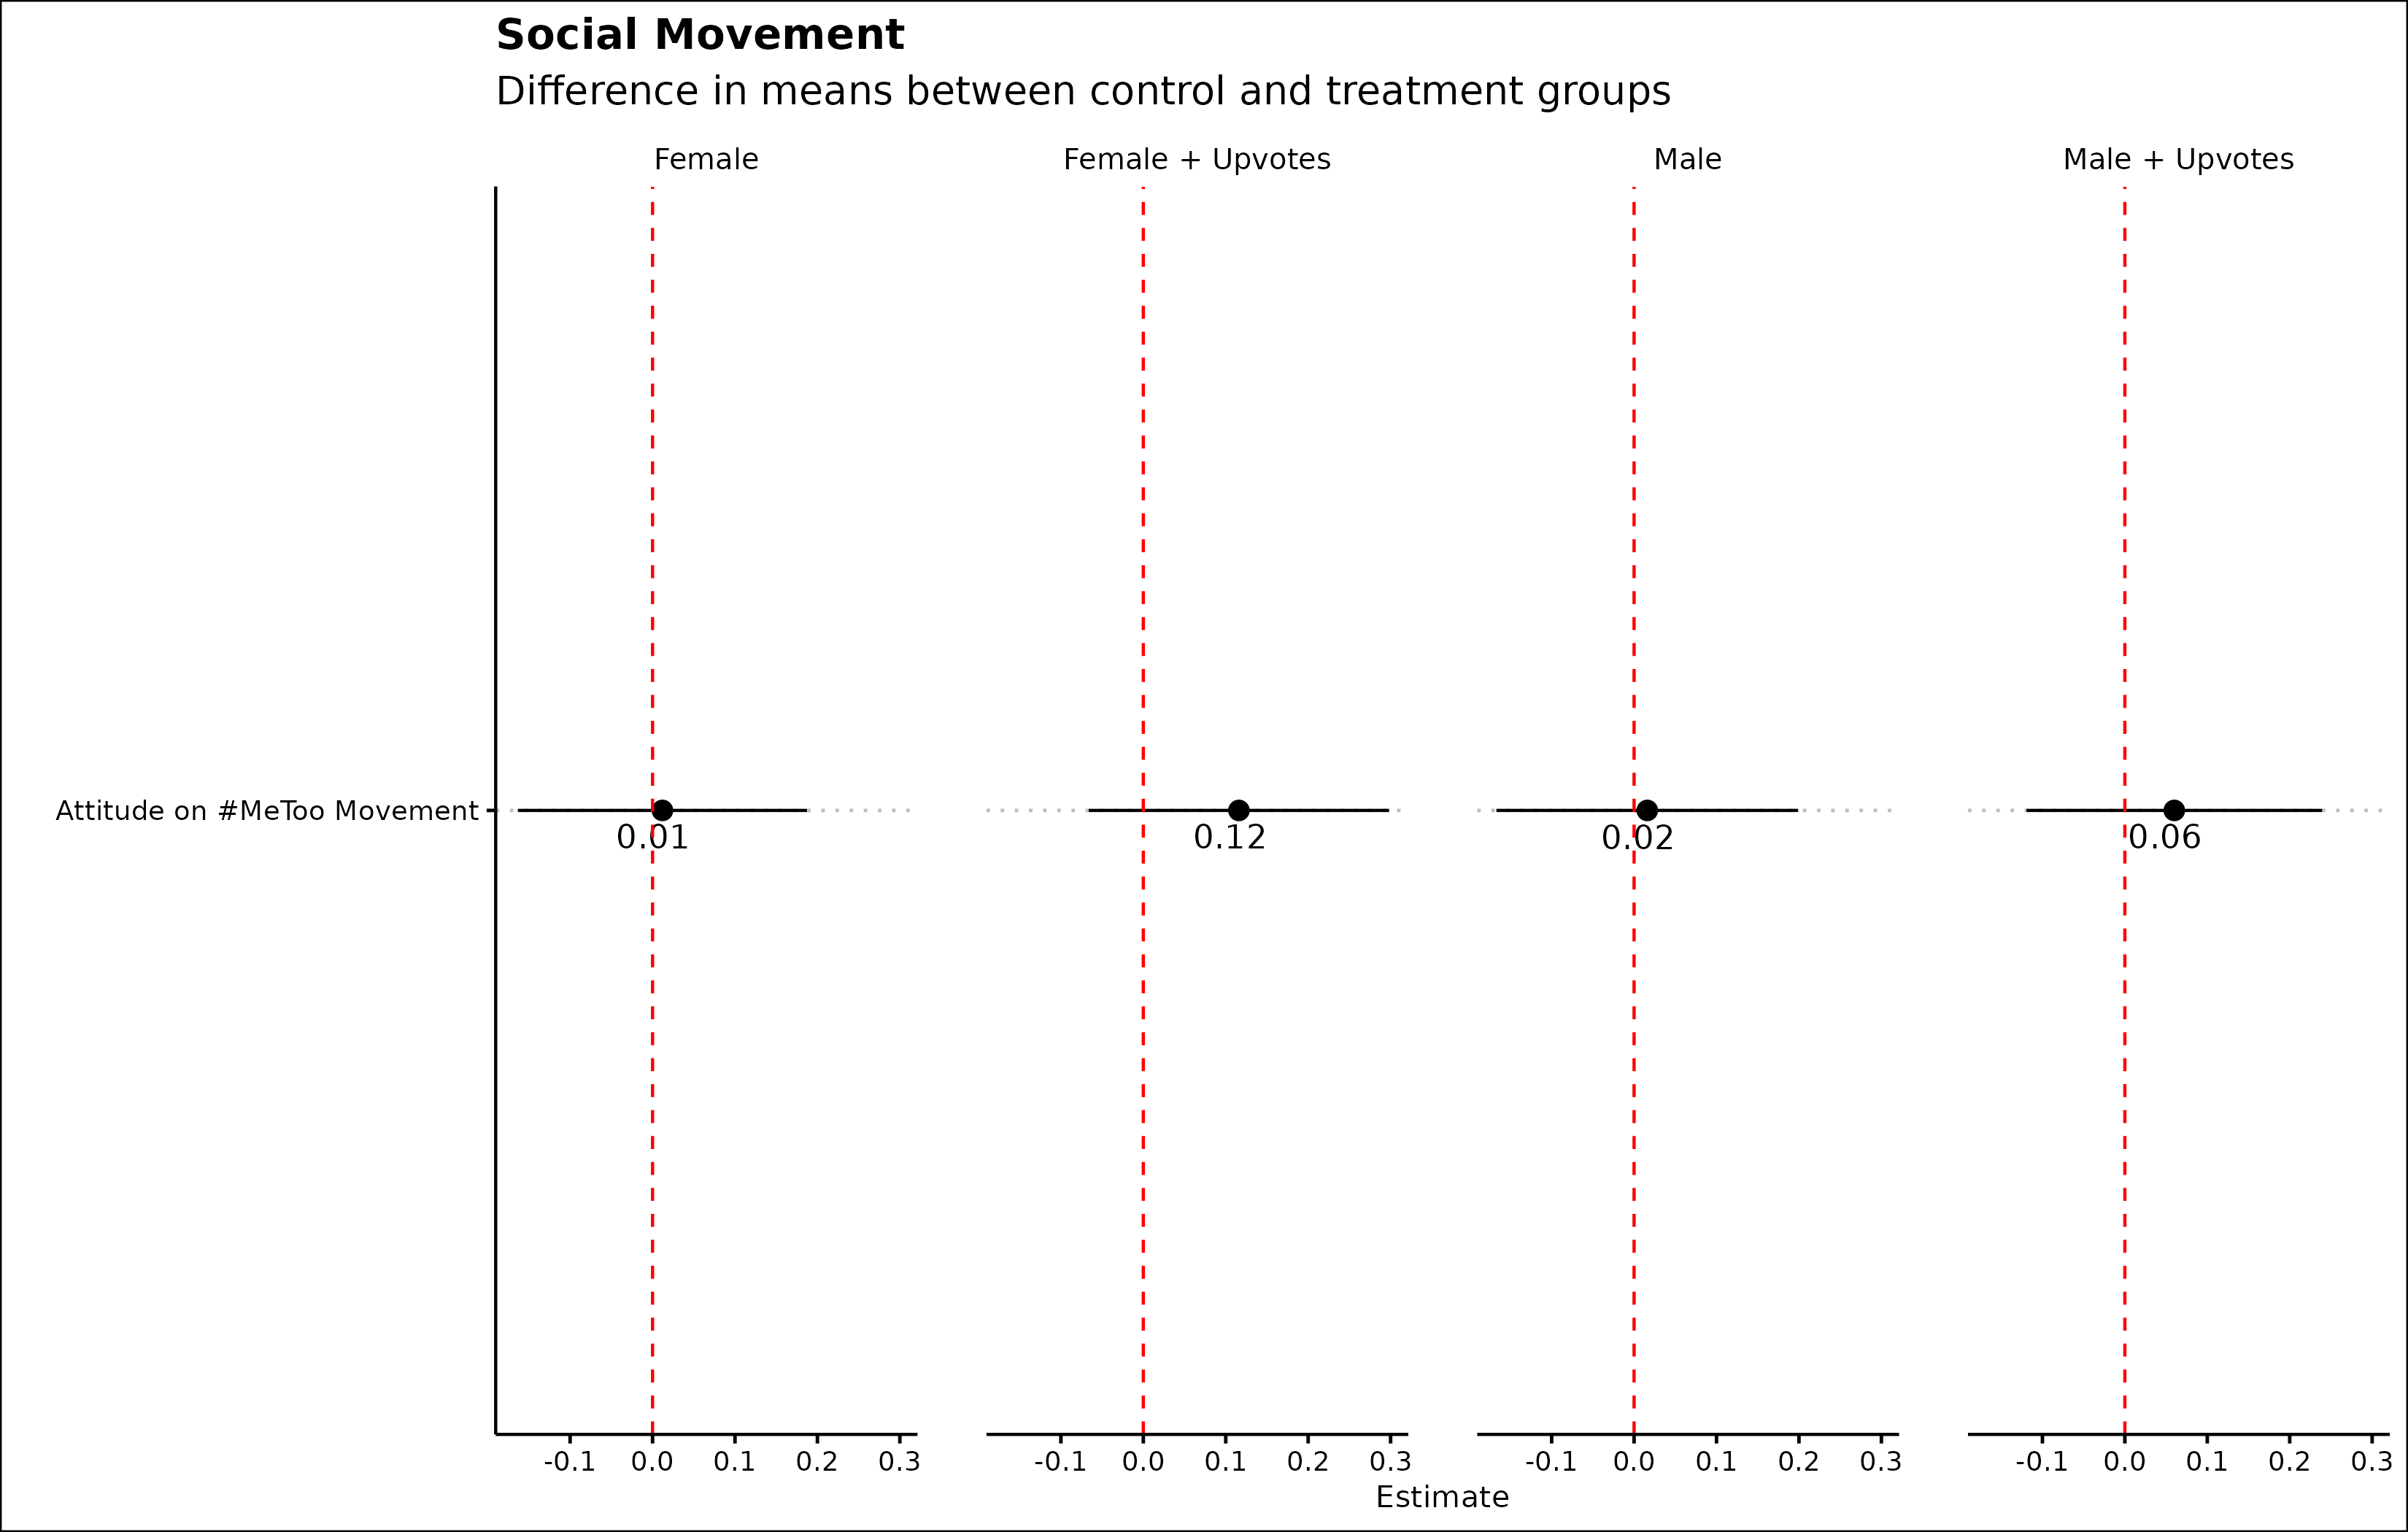 Social Movement
Difference in means between control and treatment groups
Female Female + Upvotes Male Male + Upvotes
Attitude on #MeToo Movement
0.01 0.12 0.02 0.06
-0.1 0.0 0.1 0.2 0.3 -0.1 0.0 0.1 0.2 0.3 -0.1 0.0 0.1 0.2 0.3 -0.1 0.0 0.1 0.2 0.3
Estimate